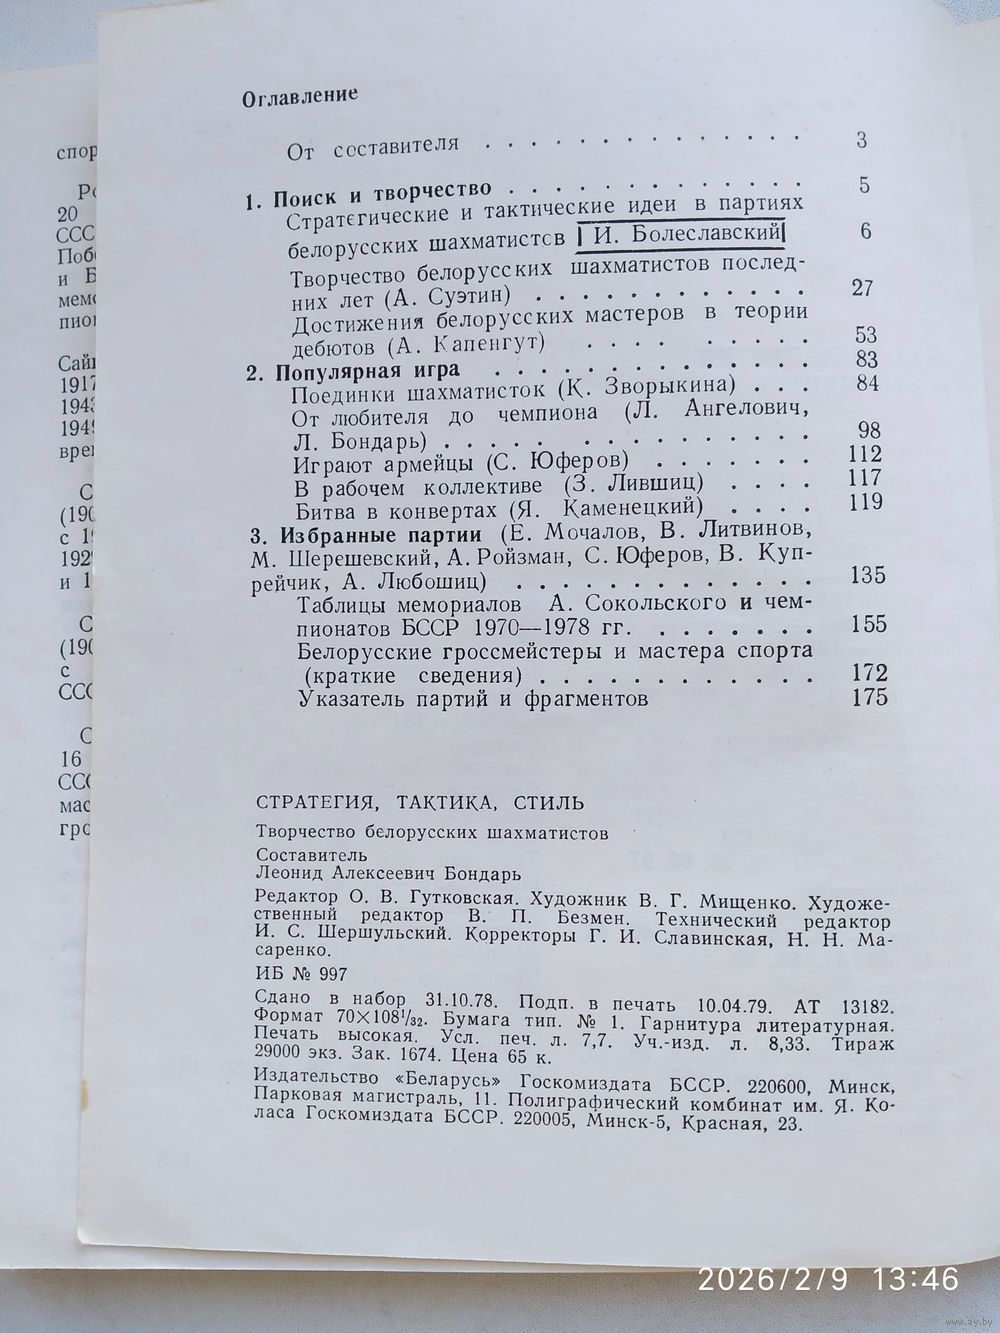 Оглавление
От составителя . . . . . . . . . . . . . . 3
1. Поиск и творчество . . . . . . . . . . . . . 5
Стратегические и тактические идеи в партиях
белорусских шахматистов И. Болеславский 6
Творчество белорусских шахматистов послед-
них лет (А. Суэтин) . . . . . . . . . . . . 27
Достижения белорусских мастеров в теории
дебютов (А. Капенгут) . . . . . . . . . 53
2. Популярная игра . . . . . . . . . . . . . . 83
Поединки шахматисток (К. Зворыкина) . . . 84
От любителя до чемпиона (Л. Ангелович,
Л. Бондарь) . . . . . . . . . . . . . . . 98
Играют армейцы (С. Юферов) . . . . . . . 112
В рабочем коллективе (З. Лившиц) . . . . 117
Битва в конвертах (Я. Каменецкий) . . . . 119
3. Избранные партии (Е. Мочалов, В. Литвинов,
М. Шерешевский, А. Ройзман, С. Юферов, В. Куп-
рейчик, А. Любошиц) . . . . . . . . . . . . . 135
Таблицы мемориалов А. Сокольского и чем-
пионатов БССР 1970—1978 гг. . . . . . . . 155
Белорусские гроссмейстеры и мастера спорта
(краткие сведения) . . . . . . . . . . . . 172
Указатель партий и фрагментов 175
СТРАТЕГИЯ, ТАКТИКА, СТИЛЬ
Творчество белорусских шахматистов
Составитель
Леонид Алексеевич Бондарь
Редактор О. В. Гутковская. Художник В. Г. Мищенко. Художе-
ственный редактор В. П. Безмен. Технический редактор
И. С. Шершульский. Корректоры Г. И. Славинская, Н. Н. Ма-
саренко.
ИБ № 997
Сдано в набор 31.10.78. Подп. в печать 10.04.79. АТ 13182.
Формат 70×108¹/₃₂. Бумага тип. № 1. Гарнитура литературная.
Печать высокая. Усл. печ. л. 7,7. Уч.-изд. л. 8,33. Тираж
29000 экз. Зак. 1674. Цена 65 к.
Издательство «Беларусь» Госкомиздата БССР. 220600, Минск,
Парковая магистраль, 11. Полиграфический комбинат им. Я. Ко-
ласа Госкомиздата БССР. 220005, Минск-5, Красная, 23.
2026/2/9 13:46
www.ay.by